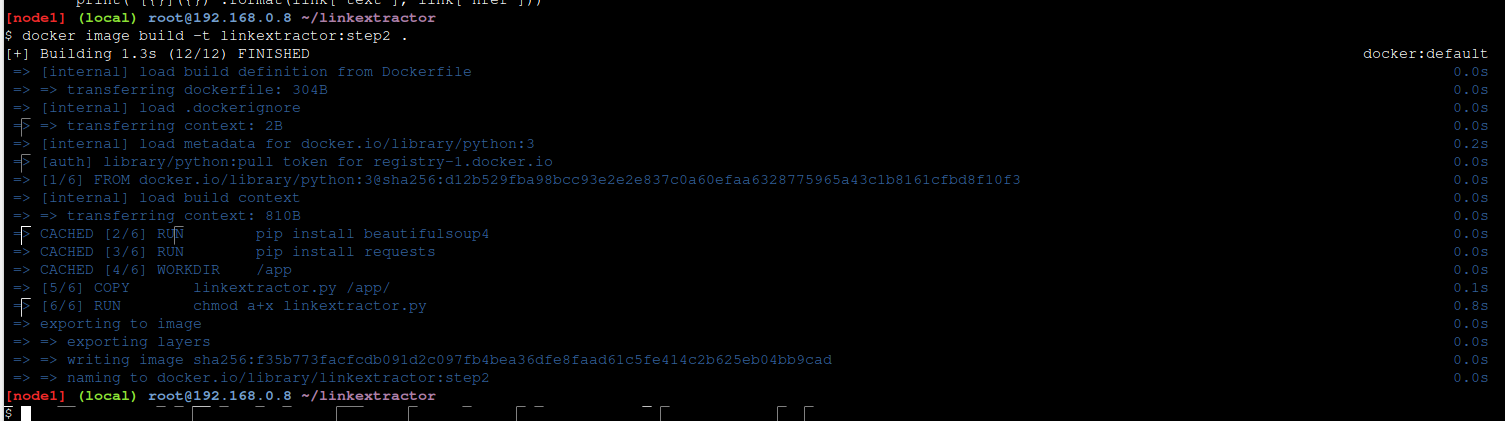 print("[{}]({})".format(link["text"], link["href"]))
[node1] (local) root@192.168.0.8 ~/linkextractor
$ docker image build -t linkextractor:step2 .
[+] Building 1.3s (12/12) FINISHED docker:default
=> [internal] load build definition from Dockerfile 0.0s
=> => transferring dockerfile: 304B 0.0s
=> [internal] load .dockerignore 0.0s
=> => transferring context: 2B 0.0s
=> [internal] load metadata for docker.io/library/python:3 0.2s
=> [auth] library/python:pull token for registry-1.docker.io 0.0s
=> [1/6] FROM docker.io/library/python:3@sha256:d12b529fba98bcc93e2e2e837c0a60efaa6328775965a43c1b8161cfbd8f10f3 0.0s
=> [internal] load build context 0.0s
=> => transferring context: 810B 0.0s
=> CACHED [2/6] RUN pip install beautifulsoup4 0.0s
=> CACHED [3/6] RUN pip install requests 0.0s
=> CACHED [4/6] WORKDIR /app 0.0s
=> [5/6] COPY linkextractor.py /app/ 0.1s
=> [6/6] RUN chmod a+x linkextractor.py 0.8s
=> exporting to image 0.0s
=> => exporting layers 0.0s
=> => writing image sha256:f35b773facfcdb091d2c097fb4bea36dfe8faad61c5fe414c2b625eb04bb9cad 0.0s
=> => naming to docker.io/library/linkextractor:step2 0.0s
[node1] (local) root@192.168.0.8 ~/linkextractor
$